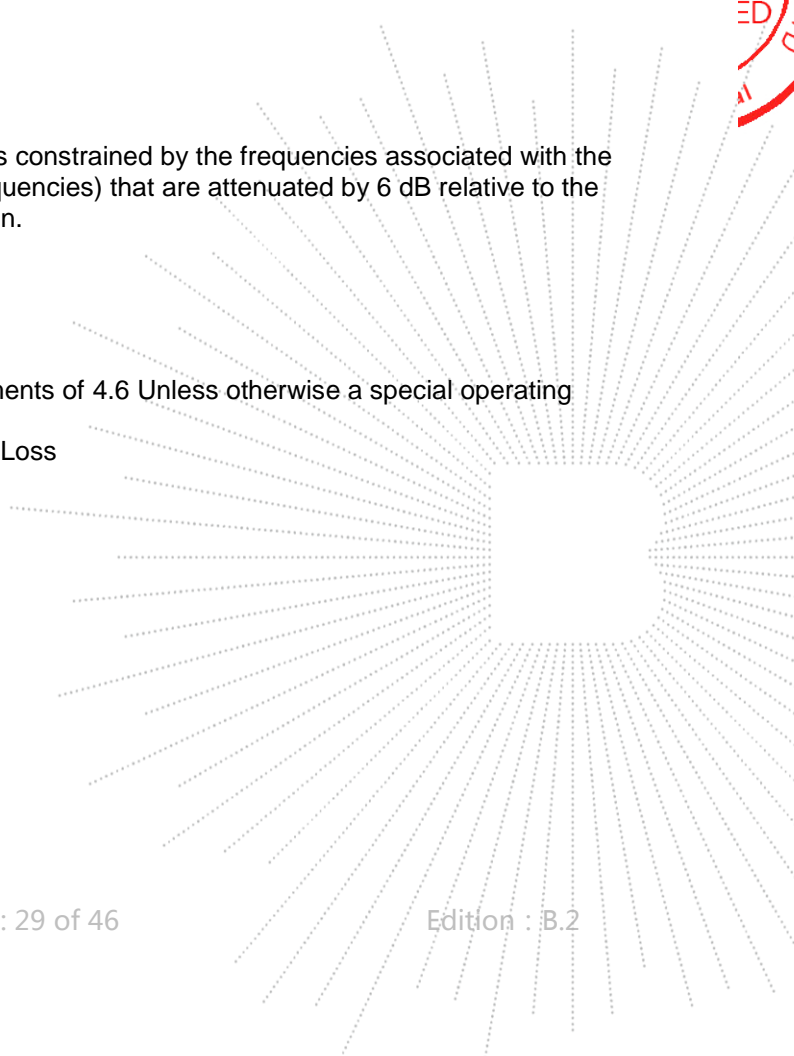 s constrained by the frequencies associated with the
quencies) that are attenuated by 6 dB relative to the
n.
nents of 4.6 Unless otherwise a special operating
Loss
: 29 of 46 Edition : B.2
ED